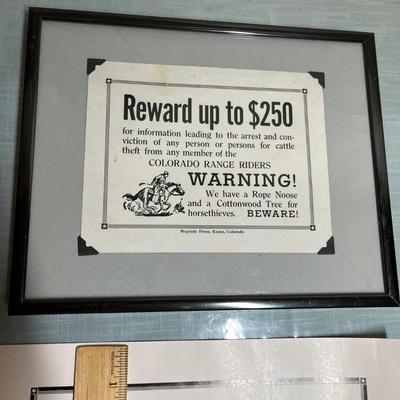 Reward up to $250
for information leading to the arrest and con-
viction of any person or persons for cattle
theft from any member of the
COLORADO RANGE RIDERS
WARNING!
We have a Rope Noose
and a Cottonwood Tree for
horsethieves. BEWARE!
Wayside Press, Keota, Colorado
1